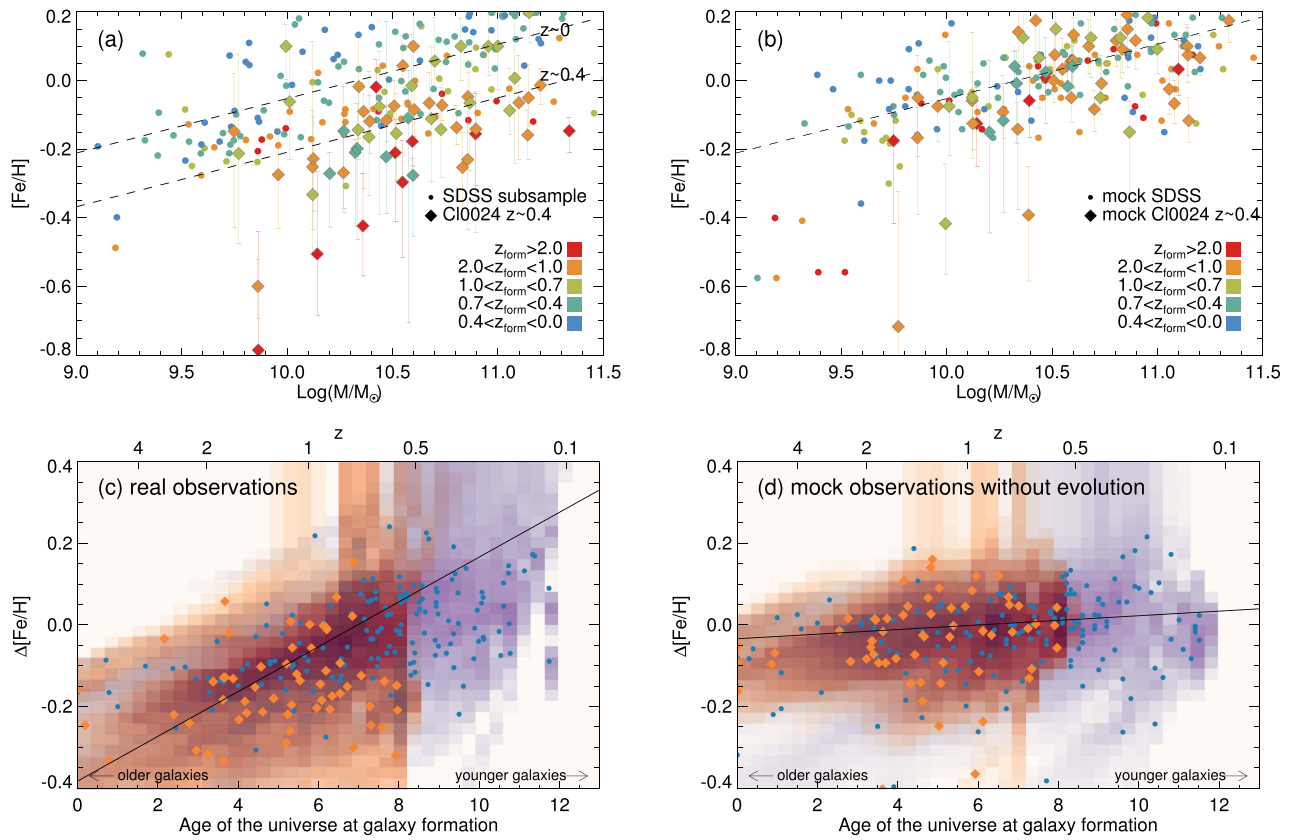 (a)
z~0
z~0.4
SDSS subsample
Cl0024 z~0.4
z_form>2.0
2.0<z_form<1.0
1.0<z_form<0.7
0.7<z_form<0.4
0.4<z_form<0.0
0.2
0.0
-0.2
-0.4
-0.6
-0.8
[Fe/H]
9.0 9.5 10.0 10.5 11.0 11.5
Log(M/M☉)
(b)
mock SDSS
mock Cl0024 z~0.4
z_form>2.0
2.0<z_form<1.0
1.0<z_form<0.7
0.7<z_form<0.4
0.4<z_form<0.0
0.2
0.0
-0.2
-0.4
-0.6
-0.8
[Fe/H]
9.0 9.5 10.0 10.5 11.0 11.5
Log(M/M☉)
z
4 2 1 0.5 0.1
(c) real observations
0.4
0.2
0.0
-0.2
-0.4
Δ[Fe/H]
older galaxies
younger galaxies
0 2 4 6 8 10 12
Age of the universe at galaxy formation
z
4 2 1 0.5 0.1
(d) mock observations without evolution
0.4
0.2
0.0
-0.2
-0.4
Δ[Fe/H]
older galaxies
younger galaxies
0 2 4 6 8 10 12
Age of the universe at galaxy formation